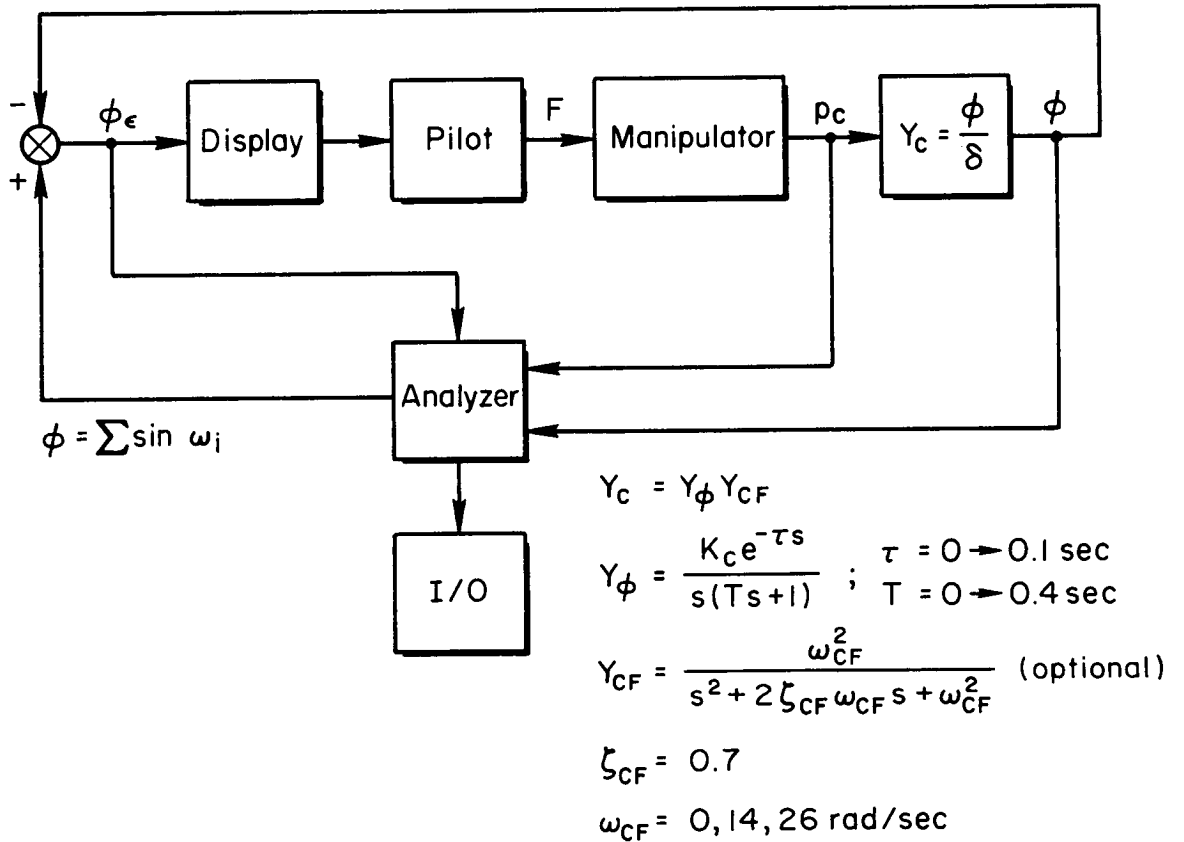 -
ϕε
Display
Pilot
F
Manipulator
pc
Yc = ϕ/δ
ϕ
+
Analyzer
ϕ = ∑ sin ωi
I/O
Yc = Yϕ YCF
Yϕ = Kc e^-τs / s(Ts+1) ; τ = 0 → 0.1 sec
T = 0 → 0.4 sec
YCF = ω²CF / s² + 2ζCF ωCF s + ω²CF (optional)
ζCF = 0.7
ωCF = 0, 14, 26 rad/sec